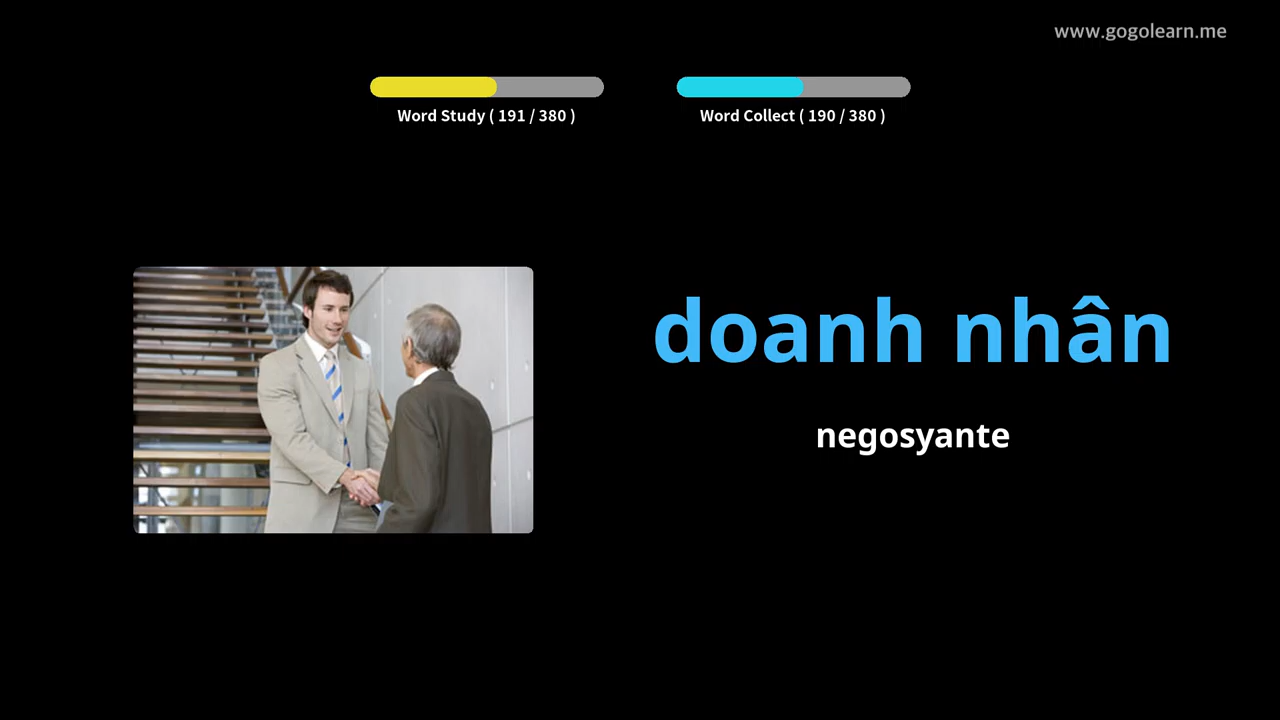 www.gogolearn.me
Word Study ( 191 / 380 )
Word Collect ( 190 / 380 )
doanh nhân
negosyante